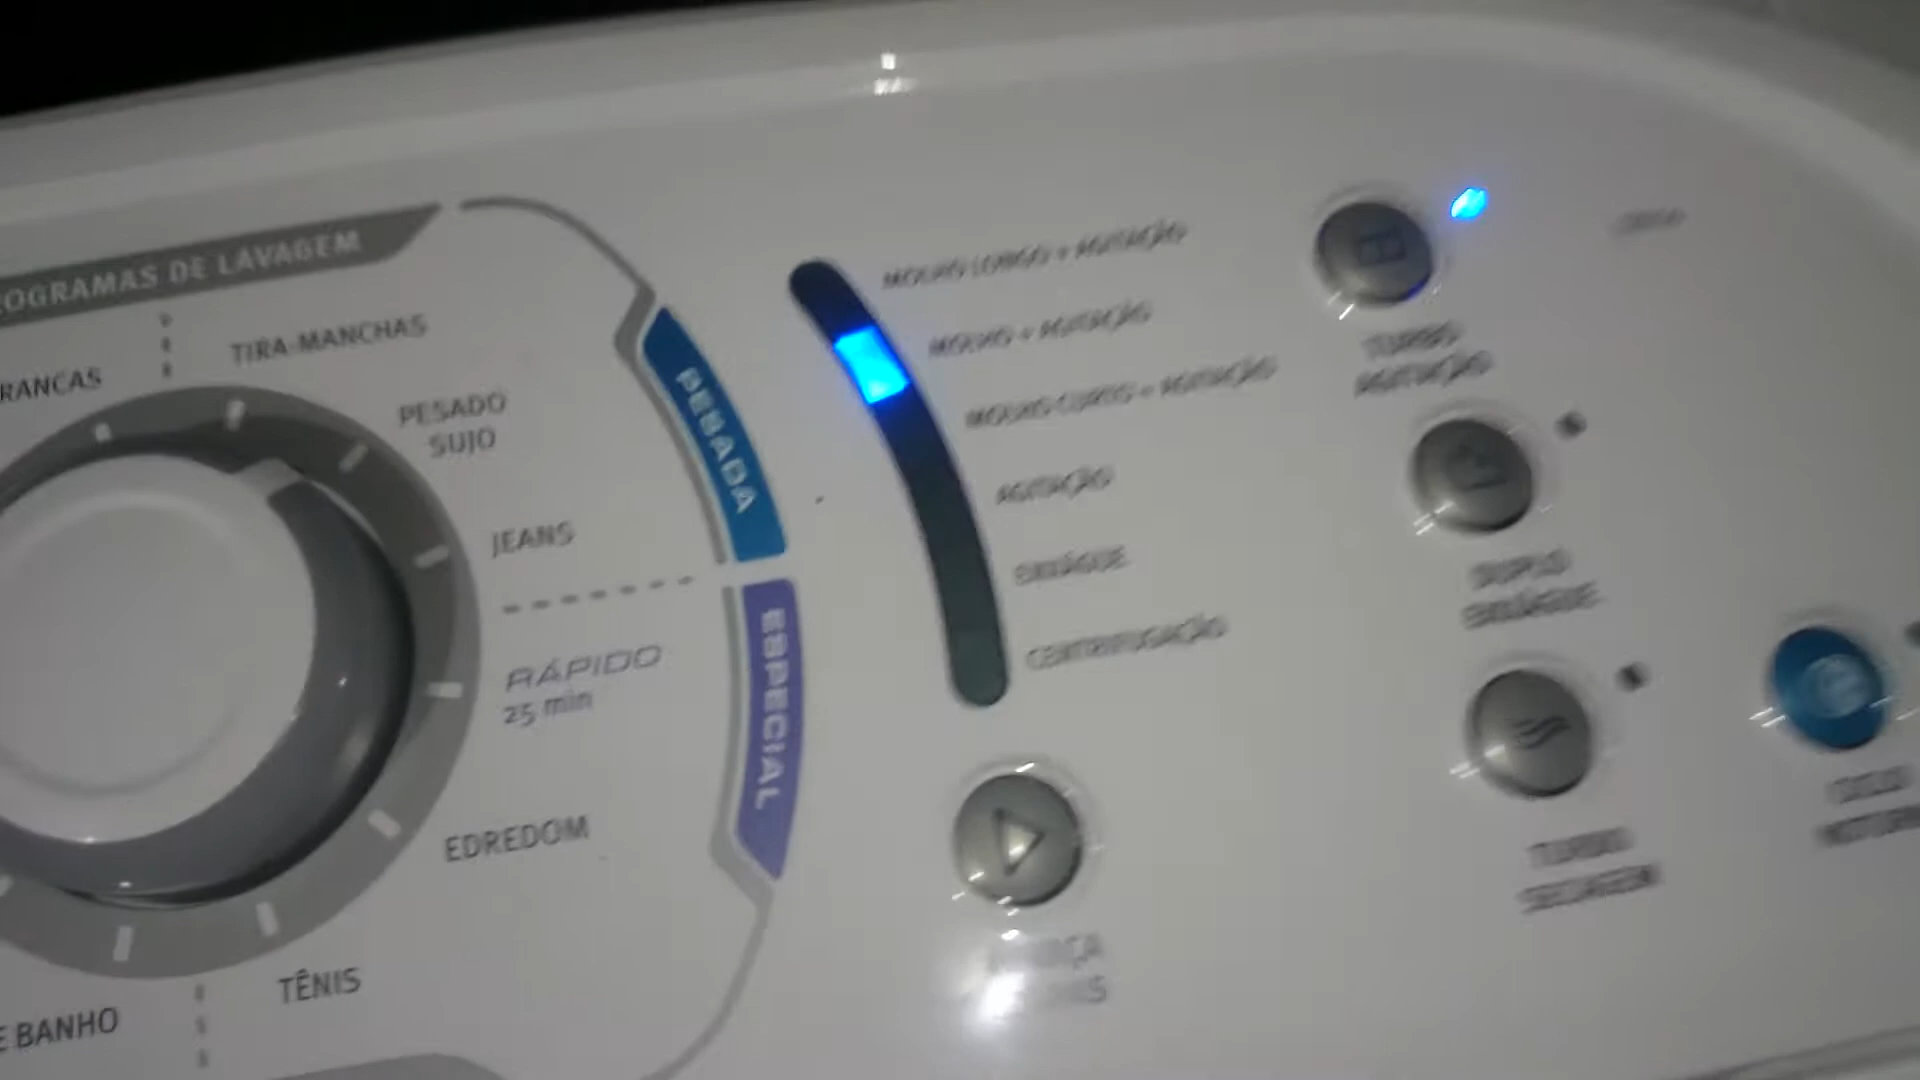 OGRAMAS DE LAVAGEM
RANCAS
TIRA-MANCHAS
PESADO
SUJO
JEANS
RÁPIDO
25 min
EDREDOM
TÊNIS
E BANHO
PESADA
ESPECIAL
MOLHO LONGO + AGITAÇÃO
MOLHO + AGITAÇÃO
MOLHO CURTO + AGITAÇÃO
AGITAÇÃO
ENXÁGUE
CENTRIFUGAÇÃO
TURBO
AGITAÇÃO
DUPLO
ENXÁGUE
TURBO
SECAGEM
CICLO